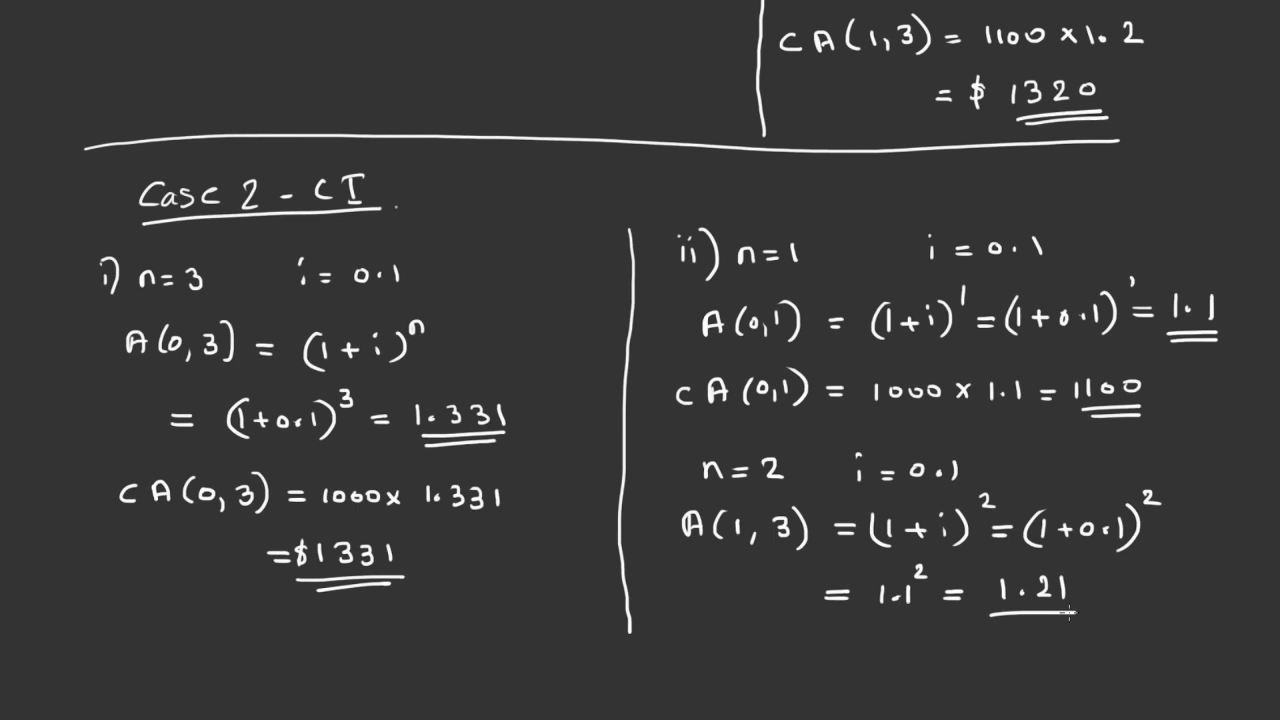 CA(1,3) = 1100 × 1.2
= $ 1320
Case 2 - CI
i) n = 3 i = 0.1
A(0,3] = (1 + i)^n
= (1+0.1)^3 = 1.331
CA(0,3) = 1000 × 1.331
= $1331
ii) n = 1 i = 0.1
A(0,1) = (1+i)^1 = (1+0.1)^1 = 1.1
CA(0,1) = 1000 × 1.1 = 1100
n = 2 i = 0.1
A(1,3) = (1+i)^2 = (1+0.1)^2
= 1.1^2 = 1.21